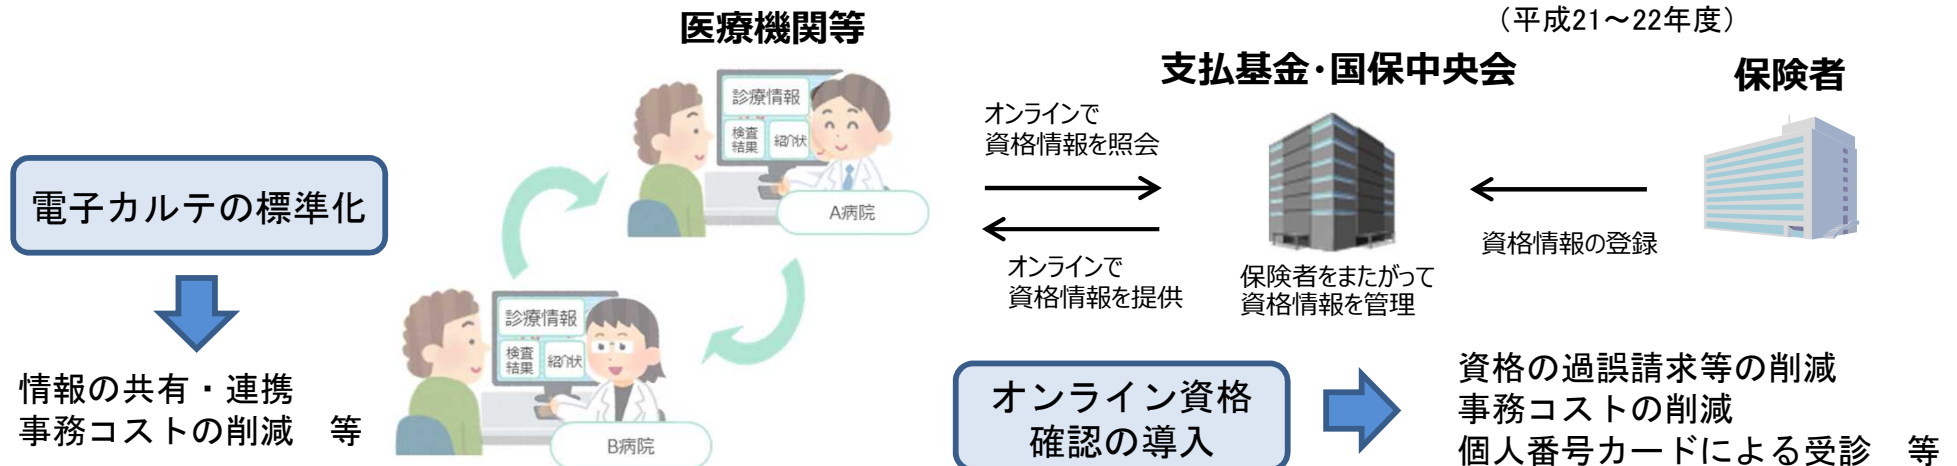 医療機関等
（平成21～22年度）
支払基金・国保中央会
保険者
診療情報
検査
結果
紹介状
A病院
オンラインで
資格情報を照会
オンラインで
資格情報を提供
保険者をまたがって
資格情報を管理
資格情報の登録
電子カルテの標準化
情報の共有・連携
事務コストの削減　等
診療情報
検査
結果
紹介状
B病院
オンライン資格
確認の導入
資格の過誤請求等の削減
事務コストの削減
個人番号カードによる受診　等